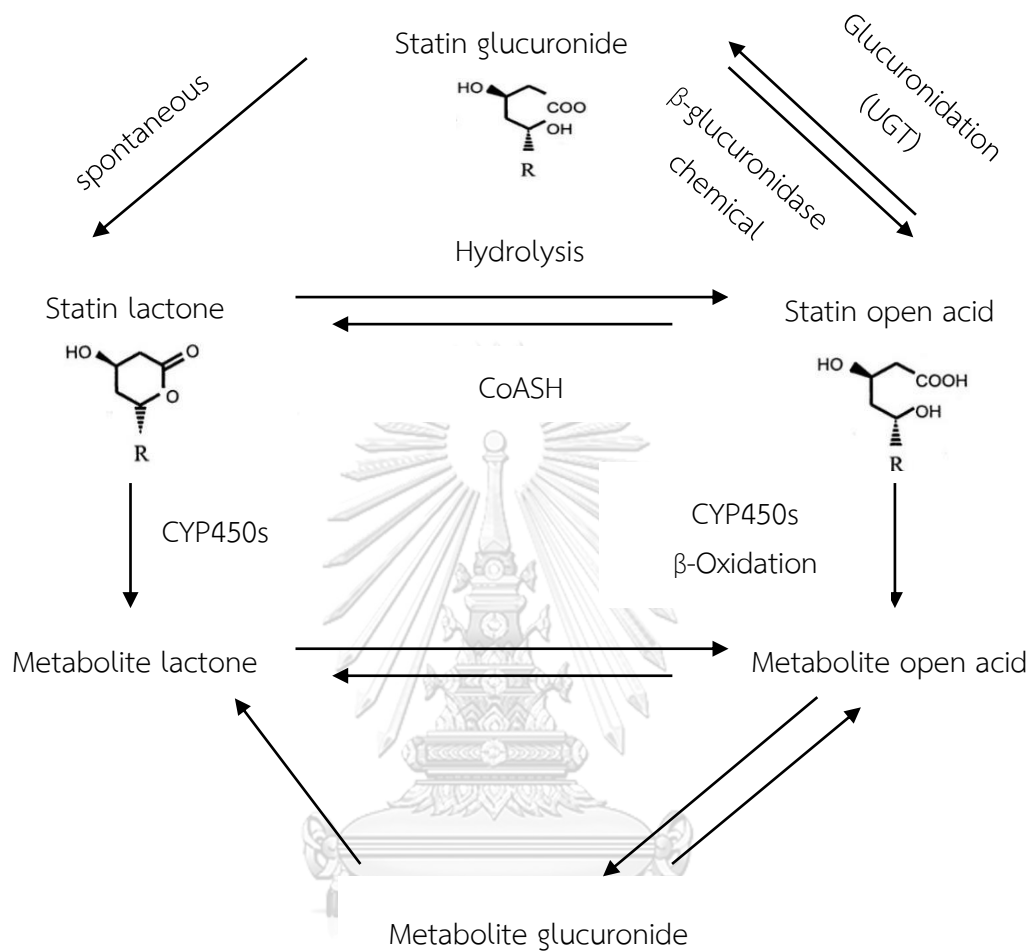 Statin glucuronide
HO
COO
OH
R
spontaneous
Glucuronidation
(UGT)
β-glucuronidase
chemical
Hydrolysis
Statin lactone
Statin open acid
HO
O
O
R
HO
COOH
OH
R
CoASH
CYP450s
CYP450s
β-Oxidation
Metabolite lactone
Metabolite open acid
Metabolite glucuronide